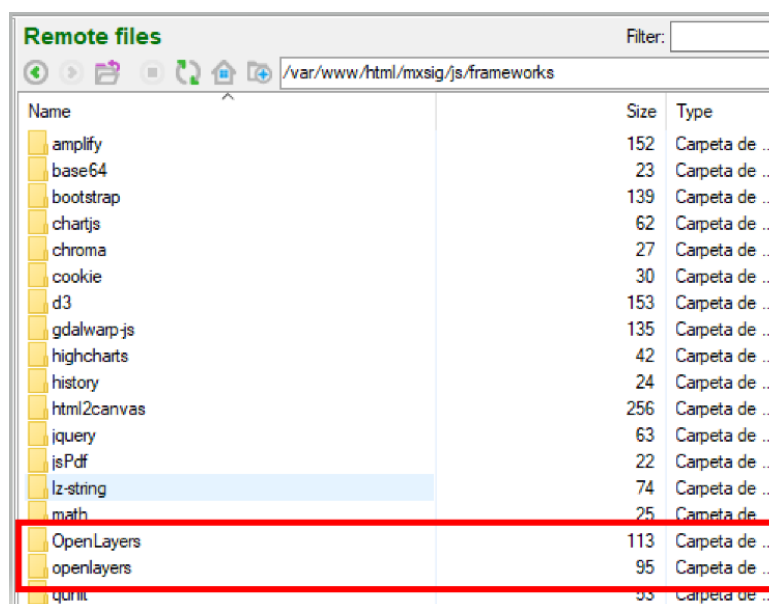 Remote files Filter:
/var/www/html/mxsig/js/frameworks
Name Size Type
amplify 152 Carpeta de ..
base64 23 Carpeta de ..
bootstrap 139 Carpeta de ..
chartjs 62 Carpeta de ..
chroma 27 Carpeta de ..
cookie 30 Carpeta de ..
d3 153 Carpeta de ..
gdalwarp-js 135 Carpeta de ..
highcharts 42 Carpeta de ..
history 24 Carpeta de ..
html2canvas 256 Carpeta de ..
jquery 63 Carpeta de ..
jsPdf 22 Carpeta de ..
lz-string 74 Carpeta de ..
math 25 Carpeta de ..
OpenLayers 113 Carpeta de ..
openlayers 95 Carpeta de ..
qunit 53 Carpeta de ..